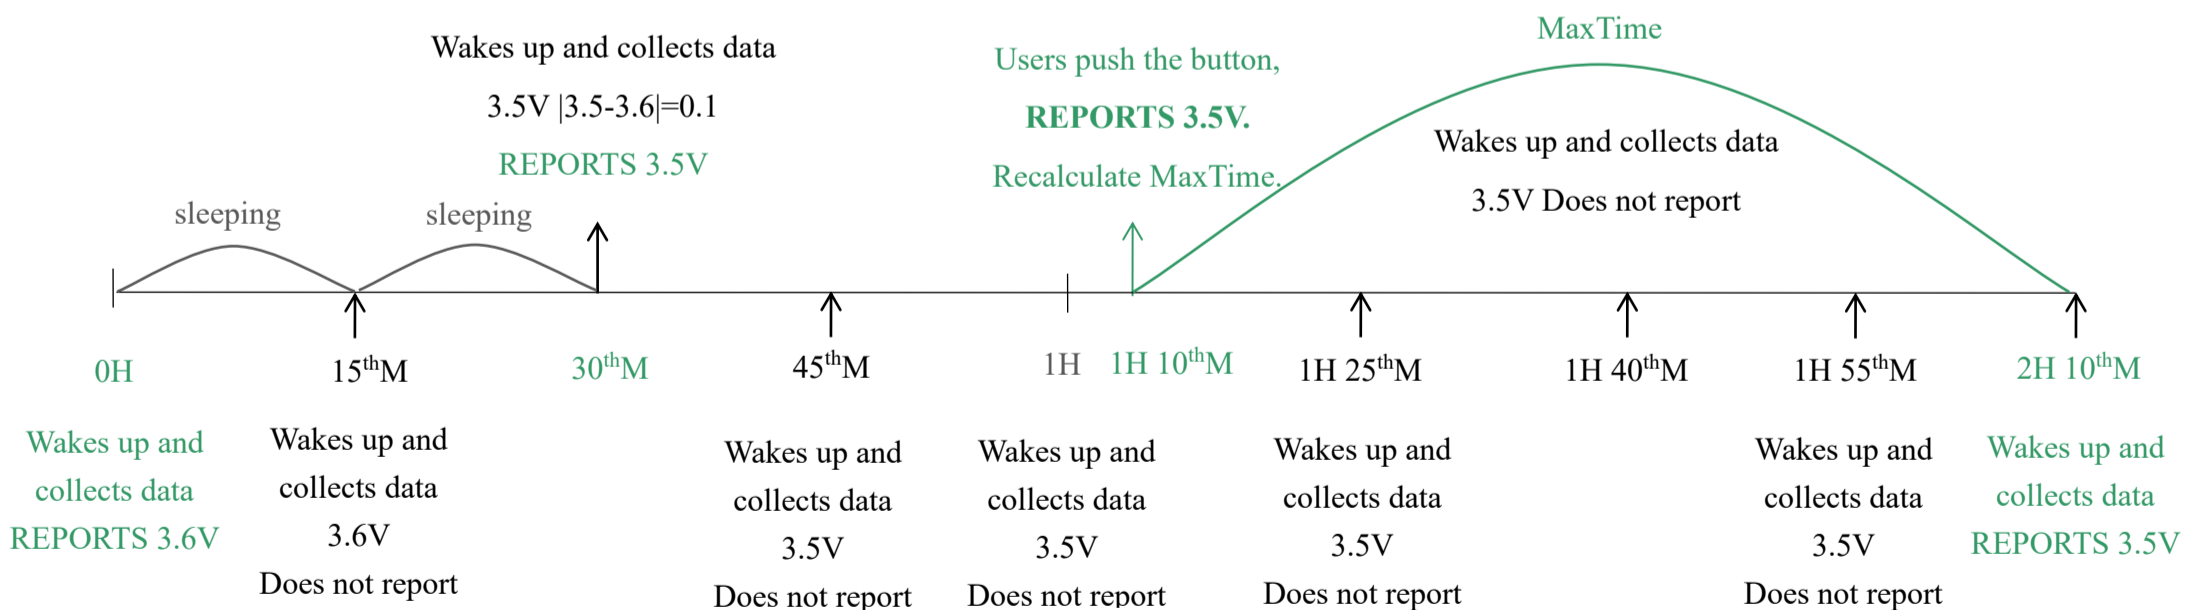 MaxTime
Wakes up and collects data
3.5V |3.5-3.6|=0.1
REPORTS 3.5V
Users push the button,
REPORTS 3.5V.
Recalculate MaxTime.
Wakes up and collects data
3.5V Does not report
sleeping
sleeping
0H
15thM
30thM
45thM
1H
1H 10thM
1H 25thM
1H 40thM
1H 55thM
2H 10thM
Wakes up and
collects data
REPORTS 3.6V
Wakes up and
collects data
3.6V
Does not report
Wakes up and
collects data
3.5V
Does not report
Wakes up and
collects data
3.5V
Does not report
Wakes up and
collects data
3.5V
Does not report
Wakes up and
collects data
3.5V
Does not report
Wakes up and
collects data
REPORTS 3.5V